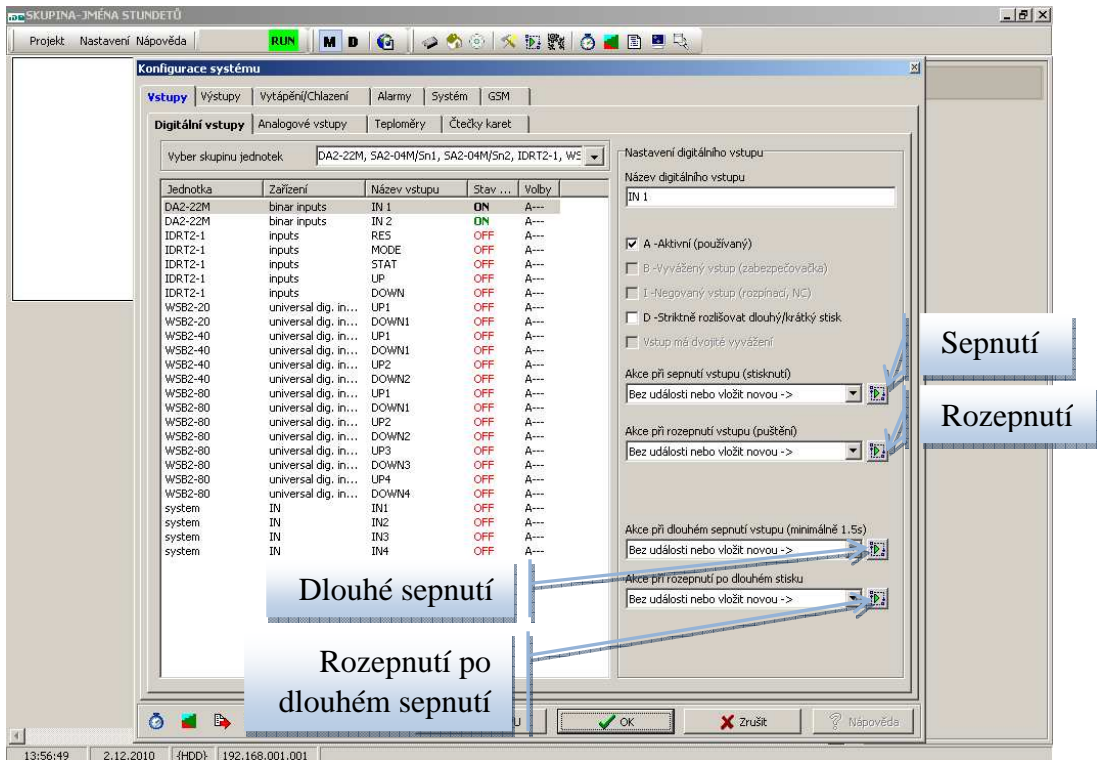 SKUPINA-JMÉNA STUNDETŮ
Projekt Nastavení Nápověda RUN M D
Konfigurace systému
Vstupy Výstupy Vytápění/Chlazení Alarmy Systém GSM
Digitální vstupy Analogové vstupy Teploměry Čtečky karet
Vyber skupinu jednotek DA2-22M, SA2-04M/Sn1, SA2-04M/Sn2, IDRT2-1, WS
Jednotka Zařízení Název vstupu Stav ... Volby
DA2-22M binar inputs IN 1 ON A---
DA2-22M binar inputs IN 2 ON A---
IDRT2-1 inputs RES OFF A---
IDRT2-1 inputs MODE OFF A---
IDRT2-1 inputs STAT OFF A---
IDRT2-1 inputs UP OFF A---
IDRT2-1 inputs DOWN OFF A---
WSB2-20 universal dig. in... UP1 OFF A---
WSB2-20 universal dig. in... DOWN1 OFF A---
WSB2-40 universal dig. in... UP1 OFF A---
WSB2-40 universal dig. in... DOWN1 OFF A---
WSB2-40 universal dig. in... UP2 OFF A---
WSB2-40 universal dig. in... DOWN2 OFF A---
WSB2-80 universal dig. in... UP1 OFF A---
WSB2-80 universal dig. in... DOWN1 OFF A---
WSB2-80 universal dig. in... UP2 OFF A---
WSB2-80 universal dig. in... DOWN2 OFF A---
WSB2-80 universal dig. in... UP3 OFF A---
WSB2-80 universal dig. in... DOWN3 OFF A---
WSB2-80 universal dig. in... UP4 OFF A---
WSB2-80 universal dig. in... DOWN4 OFF A---
system IN IN1 OFF A---
system IN IN2 OFF A---
system IN IN3 OFF A---
system IN IN4 OFF A---
Nastavení digitálního vstupu
Název digitálního vstupu
IN 1
A -Aktivní (používaný)
B -Vyvážený vstup (zabezpečovačka)
I -Negovaný vstup (rozpínací, NC)
D -Striktně rozlišovat dlouhý/krátký stisk
Vstup má dvojité vyvážení
Akce při sepnutí vstupu (stisknutí)
Bez události nebo vložit novou ->
Akce při rozepnutí vstupu (puštění)
Bez události nebo vložit novou ->
Akce při dlouhém sepnutí vstupu (minimálně 1.5s)
Bez události nebo vložit novou ->
Akce při rozepnutí po dlouhém stisku
Bez události nebo vložit novou ->
Sepnutí
Rozepnutí
Dlouhé sepnutí
Rozepnutí po
dlouhém sepnutí
OK Zrušit Nápověda
13:56:49 2.12.2010 {HDD} 192.168.001.001